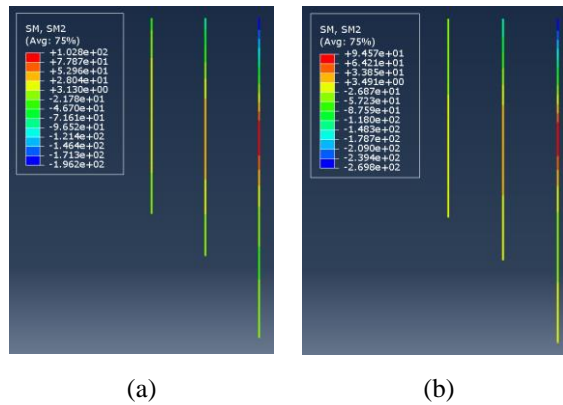 SM, SM2
(Avg: 75%)
+1.028e+02
+7.787e+01
+5.296e+01
+2.804e+01
+3.130e+00
-2.178e+01
-4.670e+01
-7.161e+01
-9.652e+01
-1.214e+02
-1.464e+02
-1.713e+02
-1.962e+02
SM, SM2
(Avg: 75%)
+9.457e+01
+6.421e+01
+3.385e+01
+3.491e+00
-2.687e+01
-5.723e+01
-8.759e+01
-1.180e+02
-1.483e+02
-1.787e+02
-2.090e+02
-2.394e+02
-2.698e+02
(a)
(b)